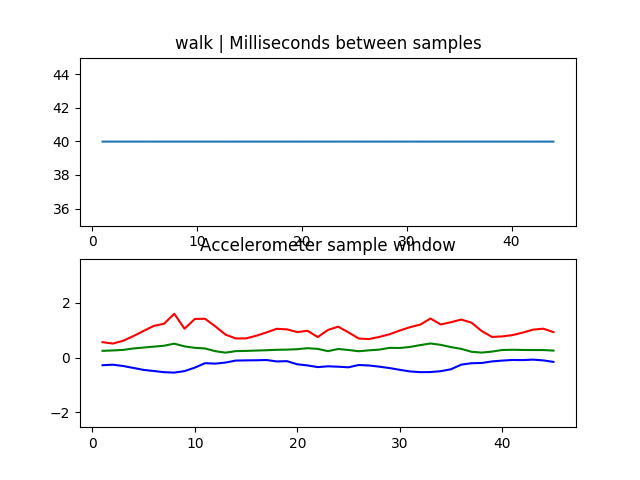 walk | Milliseconds between samples
44
42
40
38
36
0 10 20 30 40
Accelerometer sample window
2
0
−2
0 10 20 30 40